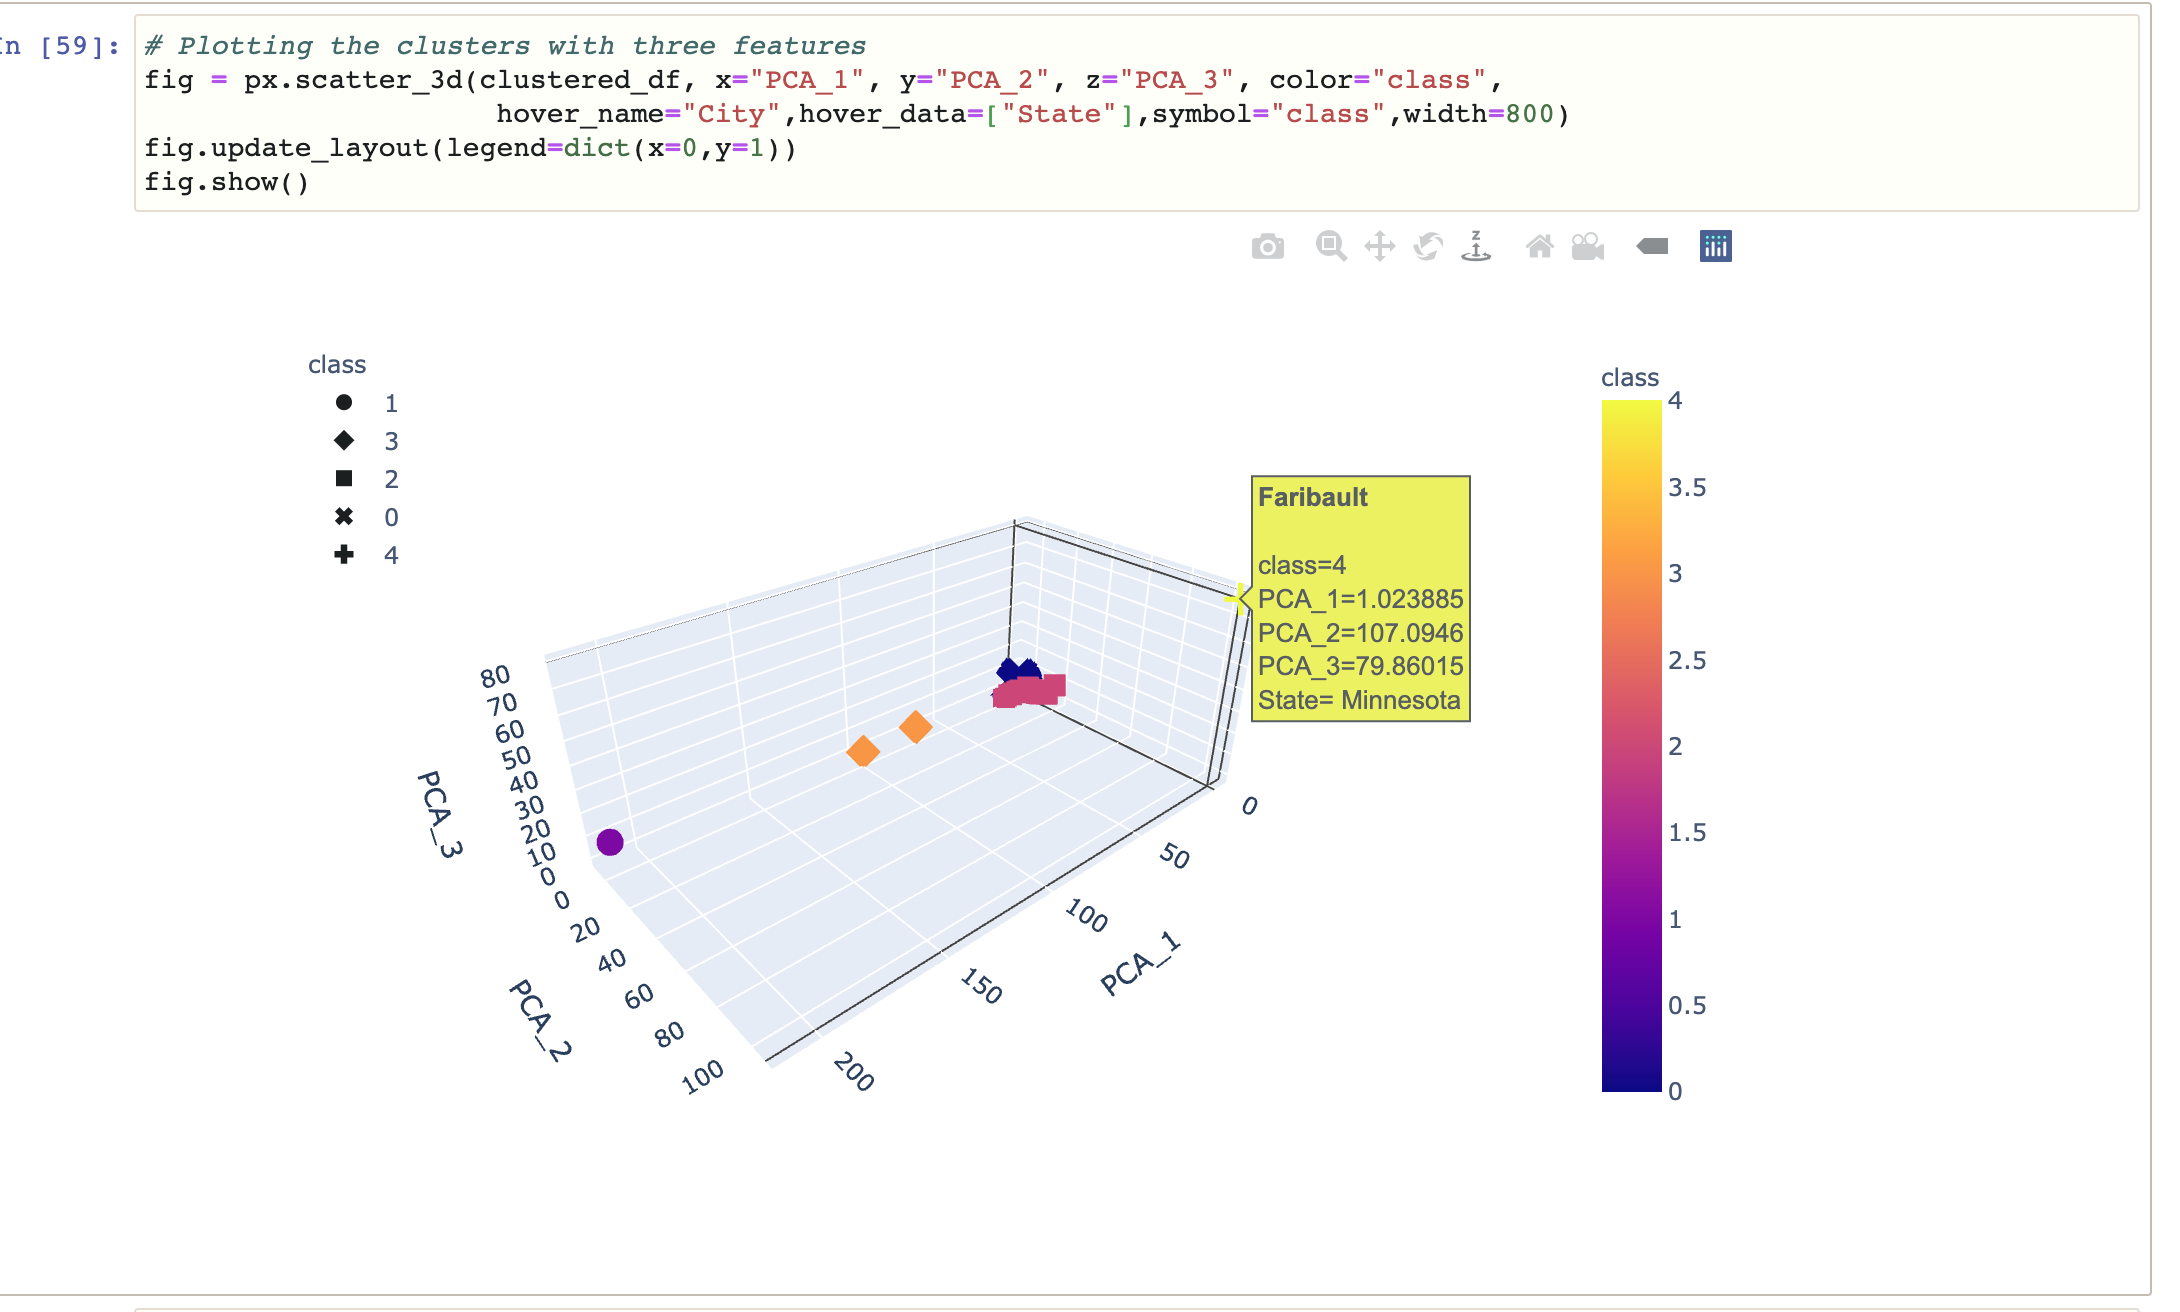 n [59]:
# Plotting the clusters with three features
fig = px.scatter_3d(clustered_df, x="PCA_1", y="PCA_2", z="PCA_3", color="class",
hover_name="City",hover_data=["State"],symbol="class",width=800)
fig.update_layout(legend=dict(x=0,y=1))
fig.show()
z
class
1
3
2
0
4
class
4
3.5
3
2.5
2
1.5
1
0.5
0
Faribault
class=4
PCA_1=1.023885
PCA_2=107.0946
PCA_3=79.86015
State= Minnesota
80
70
60
50
40
30
20
10
0
PCA_3
0
20
40
60
80
100
PCA_2
0
50
100
150
200
PCA_1